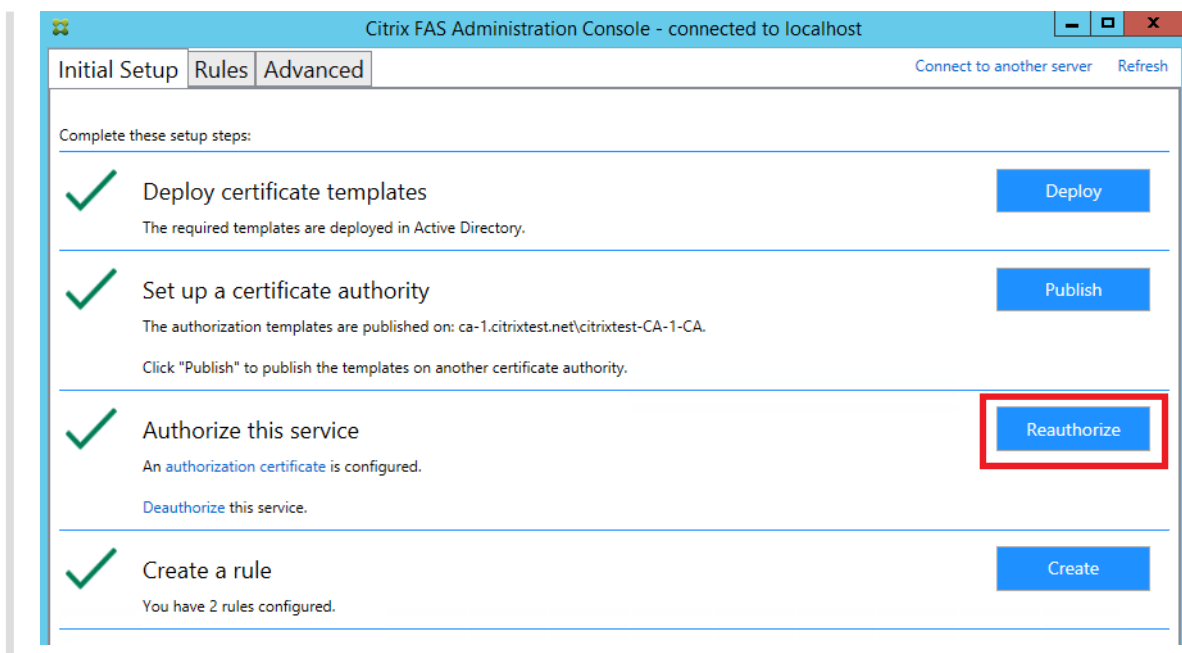 Citrix FAS Administration Console - connected to localhost
Initial Setup Rules Advanced Connect to another server Refresh
Complete these setup steps:
Deploy certificate templates Deploy
The required templates are deployed in Active Directory.
Set up a certificate authority Publish
The authorization templates are published on: ca-1.citrixtest.net\citrixtest-CA-1-CA.
Click "Publish" to publish the templates on another certificate authority.
Authorize this service Reauthorize
An authorization certificate is configured.
Deauthorize this service.
Create a rule Create
You have 2 rules configured.